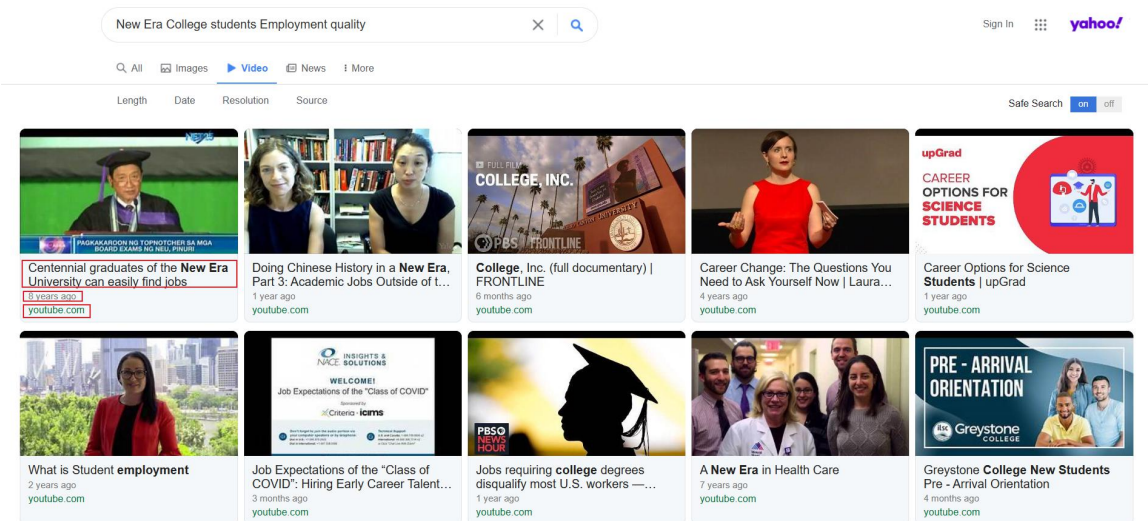 New Era College students Employment quality
Sign In
yahoo!
All Images Video News More
Length Date Resolution Source
Safe Search on off
NET25
PAGKAKAROON NG TOPNOTCHER SA MGA
BOARD EXAMS NG NEU, PINURI
Centennial graduates of the New Era
University can easily find jobs
8 years ago
youtube.com
Doing Chinese History in a New Era,
Part 3: Academic Jobs Outside of t...
1 year ago
youtube.com
FULL FILM
COLLEGE, INC.
PBS FRONTLINE
College, Inc. (full documentary) |
FRONTLINE
6 months ago
youtube.com
Career Change: The Questions You
Need to Ask Yourself Now | Laura...
4 years ago
youtube.com
upGrad
CAREER
OPTIONS FOR
SCIENCE
STUDENTS
Career Options for Science
Students | upGrad
1 year ago
youtube.com
What is Student employment
2 years ago
youtube.com
NACE INSIGHTS &
SOLUTIONS
WELCOME!
Job Expectations of the "Class of COVID"
Sponsored by
Criteria · icims
Job Expectations of the “Class of
COVID”: Hiring Early Career Talent...
3 months ago
youtube.com
PBS
NEWS
HOUR
Jobs requiring college degrees
disqualify most U.S. workers —...
1 year ago
youtube.com
A New Era in Health Care
7 years ago
youtube.com
PRE - ARRIVAL
ORIENTATION
ilsc Greystone
COLLEGE
Greystone College New Students
Pre - Arrival Orientation
4 months ago
youtube.com